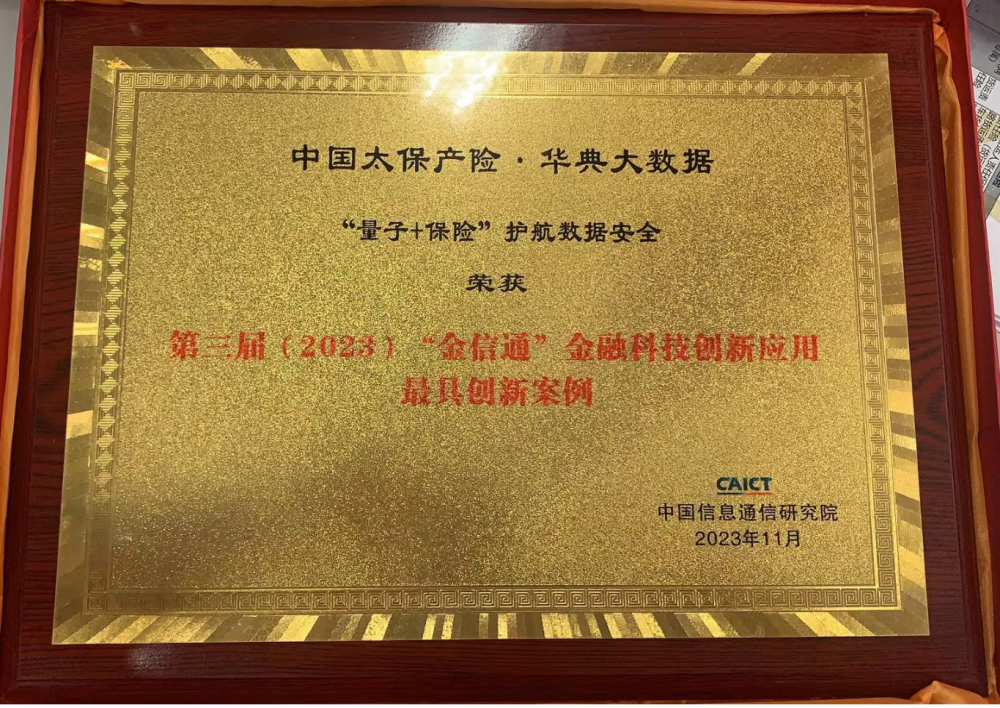 中国太保产险·华典大数据
“量子+保险”护航数据安全
荣获
第三届（2023）“金信通”金融科技创新应用
最具创新案例
CAICT
中国信息通信研究院
2023年11月